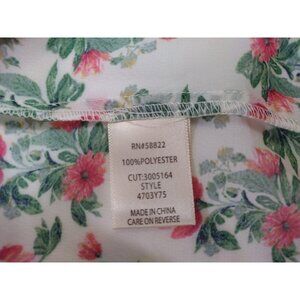 RN#58822
100%POLYESTER
CUT:3005164
STYLE
4703Y75
MADE IN CHINA
CARE ON REVERSE